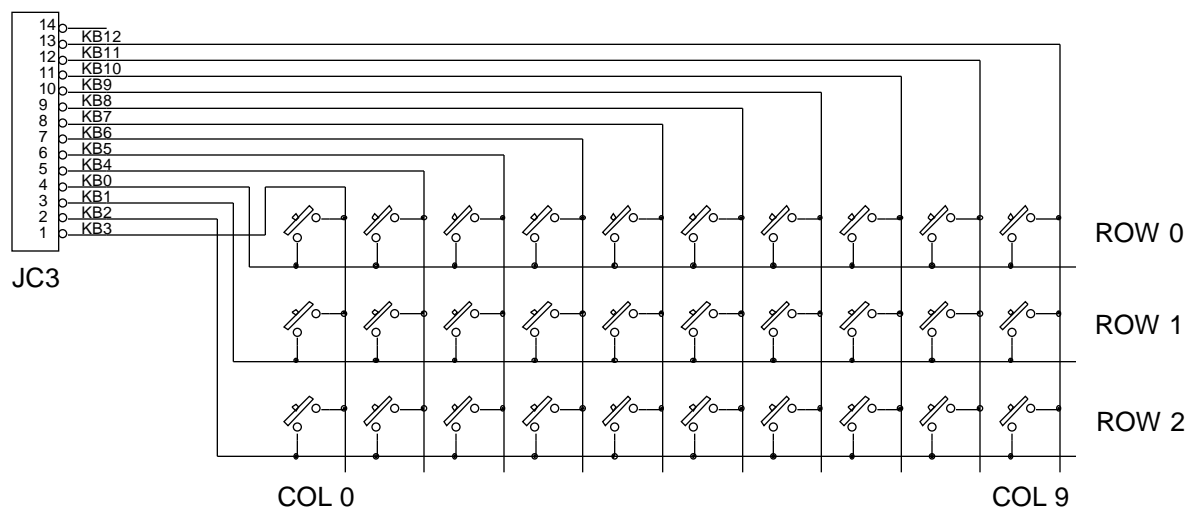 14
KB12
13
KB11
12
KB10
11
KB9
10
KB8
9
KB7
8
KB6
7
KB5
6
KB4
5
KB0
4
KB1
3
KB2
2
KB3
1
JC3
ROW 0
ROW 1
ROW 2
COL 0
COL 9